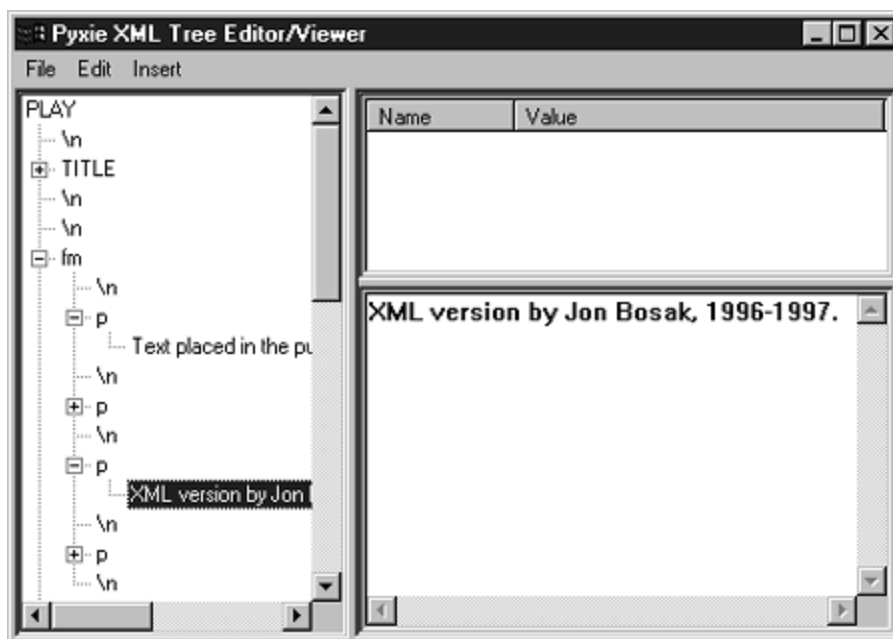 Pyxie XML Tree Editor/Viewer
File Edit Insert
PLAY
\n
TITLE
\n
\n
fm
\n
p
Text placed in the pu
\n
p
\n
p
XML version by Jon
\n
p
\n
Name Value
XML version by Jon Bosak, 1996-1997.